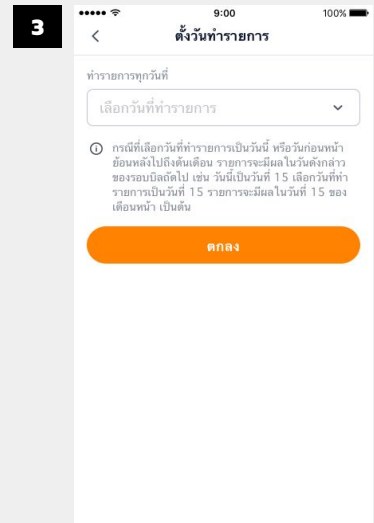 3
9:00
100%
ตั้งวันทำรายการ
ทำรายการทุกวันที่
เลือกวันที่ทำรายการ
กรณีที่เลือกวันที่ทำรายการเป็นวันนี้ หรือวันก่อนหน้า
ย้อนหลังไปถึงต้นเดือน รายการจะมีผลในวันดังกล่าว
ของรอบบิลถัดไป เช่น วันนี้เป็นวันที่ 15 เลือกวันที่ทำ
รายการเป็นวันที่ 15 รายการจะมีผลในวันที่ 15 ของ
เดือนหน้า เป็นต้น
ตกลง